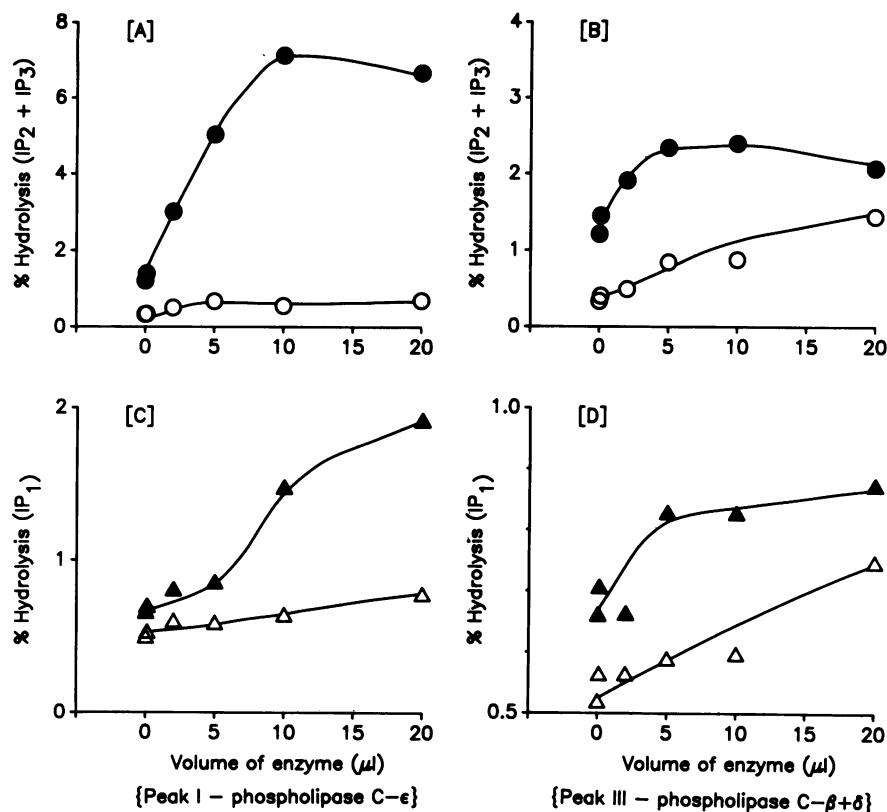 [A]
% Hydrolysis (IP2 + IP3)
8
6
4
2
0
0 5 10 15 20
[B]
% Hydrolysis (IP2 + IP3)
4
3
2
1
0
0 5 10 15 20
[C]
% Hydrolysis (IP1)
2
1
0
0 5 10 15 20
Volume of enzyme (μl)
{Peak I – phospholipase C–ϵ}
[D]
% Hydrolysis (IP1)
1.0
0.5
0 5 10 15 20
Volume of enzyme (μl)
{Peak III – phospholipase C–β+δ}